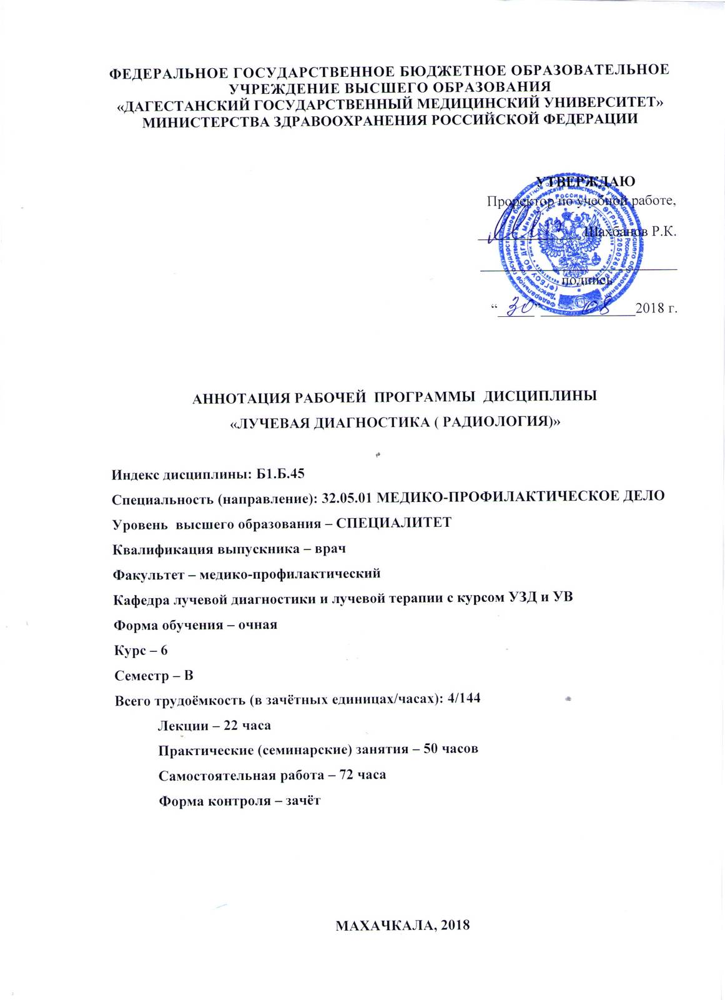 ФЕДЕРАЛЬНОЕ ГОСУДАРСТВЕННОЕ БЮДЖЕТНОЕ ОБРАЗОВАТЕЛЬНОЕ
УЧРЕЖДЕНИЕ ВЫСШЕГО ОБРАЗОВАНИЯ
«ДАГЕСТАНСКИЙ ГОСУДАРСТВЕННЫЙ МЕДИЦИНСКИЙ УНИВЕРСИТЕТ»
МИНИСТЕРСТВА ЗДРАВООХРАНЕНИЯ РОССИЙСКОЙ ФЕДЕРАЦИИ
УТВЕРЖДАЮ
Проректор по учебной работе,
Шахбанов Р.К.
подпись
“ 30 ” 08 2018 г.
АННОТАЦИЯ РАБОЧЕЙ ПРОГРАММЫ ДИСЦИПЛИНЫ
«ЛУЧЕВАЯ ДИАГНОСТИКА ( РАДИОЛОГИЯ)»
Индекс дисциплины: Б1.Б.45
Специальность (направление): 32.05.01 МЕДИКО-ПРОФИЛАКТИЧЕСКОЕ ДЕЛО
Уровень высшего образования – СПЕЦИАЛИТЕТ
Квалификация выпускника – врач
Факультет – медико-профилактический
Кафедра лучевой диагностики и лучевой терапии с курсом УЗД и УВ
Форма обучения – очная
Курс – 6
Семестр – В
Всего трудоёмкость (в зачётных единицах/часах): 4/144
Лекции – 22 часа
Практические (семинарские) занятия – 50 часов
Самостоятельная работа – 72 часа
Форма контроля – зачёт
МАХАЧКАЛА, 2018